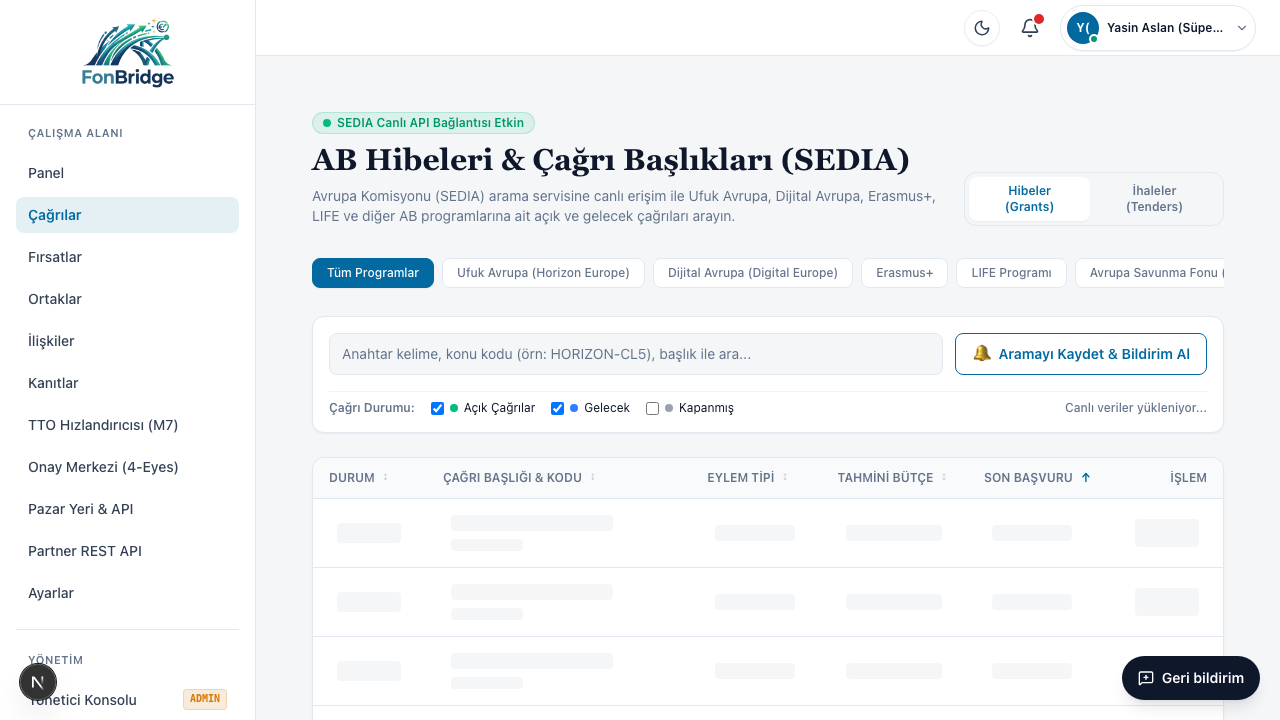 FonBridge
Y(
Yasin Aslan (Süpe...
ÇALIŞMA ALANI
Panel
Çağrılar
Fırsatlar
Ortaklar
İlişkiler
Kanıtlar
TTO Hızlandırıcısı (M7)
Onay Merkezi (4-Eyes)
Pazar Yeri & API
Partner REST API
Ayarlar
YÖNETİM
N
Yönetici Konsolu
ADMIN
SEDIA Canlı API Bağlantısı Etkin
AB Hibeleri & Çağrı Başlıkları (SEDIA)
Avrupa Komisyonu (SEDIA) arama servisine canlı erişim ile Ufuk Avrupa, Dijital Avrupa, Erasmus+,
LIFE ve diğer AB programlarına ait açık ve gelecek çağrıları arayın.
Hibeler
(Grants)
İhaleler
(Tenders)
Tüm Programlar
Ufuk Avrupa (Horizon Europe)
Dijital Avrupa (Digital Europe)
Erasmus+
LIFE Programı
Avrupa Savunma Fonu (
Anahtar kelime, konu kodu (örn: HORIZON-CL5), başlık ile ara...
Aramayı Kaydet & Bildirim Al
Çağrı Durumu:
Açık Çağrılar
Gelecek
Kapanmış
Canlı veriler yükleniyor...
DURUM
ÇAĞRI BAŞLIĞI & KODU
EYLEM TİPİ
TAHMİNİ BÜTÇE
SON BAŞVURU
İŞLEM
Geri bildirim